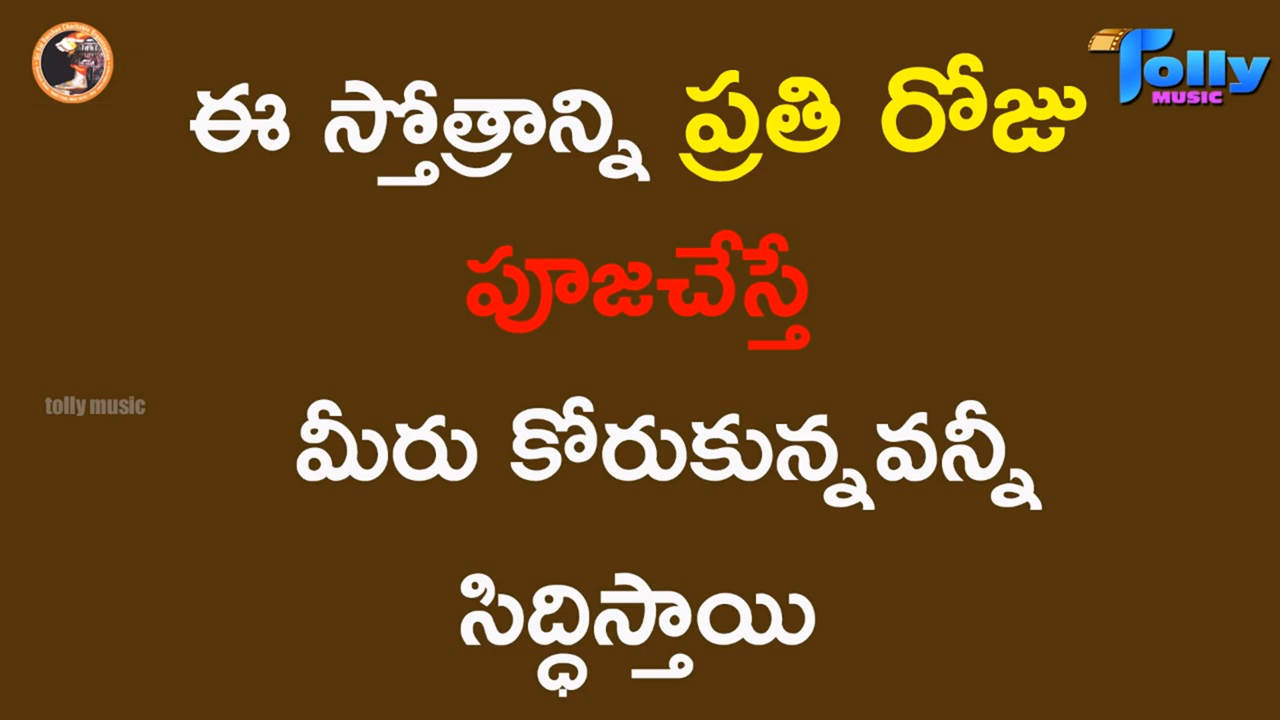 Tolly
MUSIC
ఈ స్తోత్రాన్ని ప్రతి రోజు
పూజచేస్తే
tolly music
మీరు కోరుకున్నవన్నీ
సిద్ధిస్తాయి